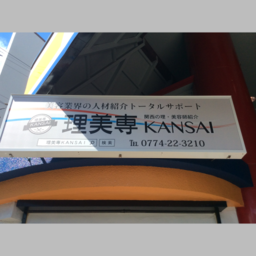 業界の人材紹介トータルサポート
関西の理・美容師紹介
理美専 KANSAI
理美専KANSAI 検索
TEL 0774-22-3210